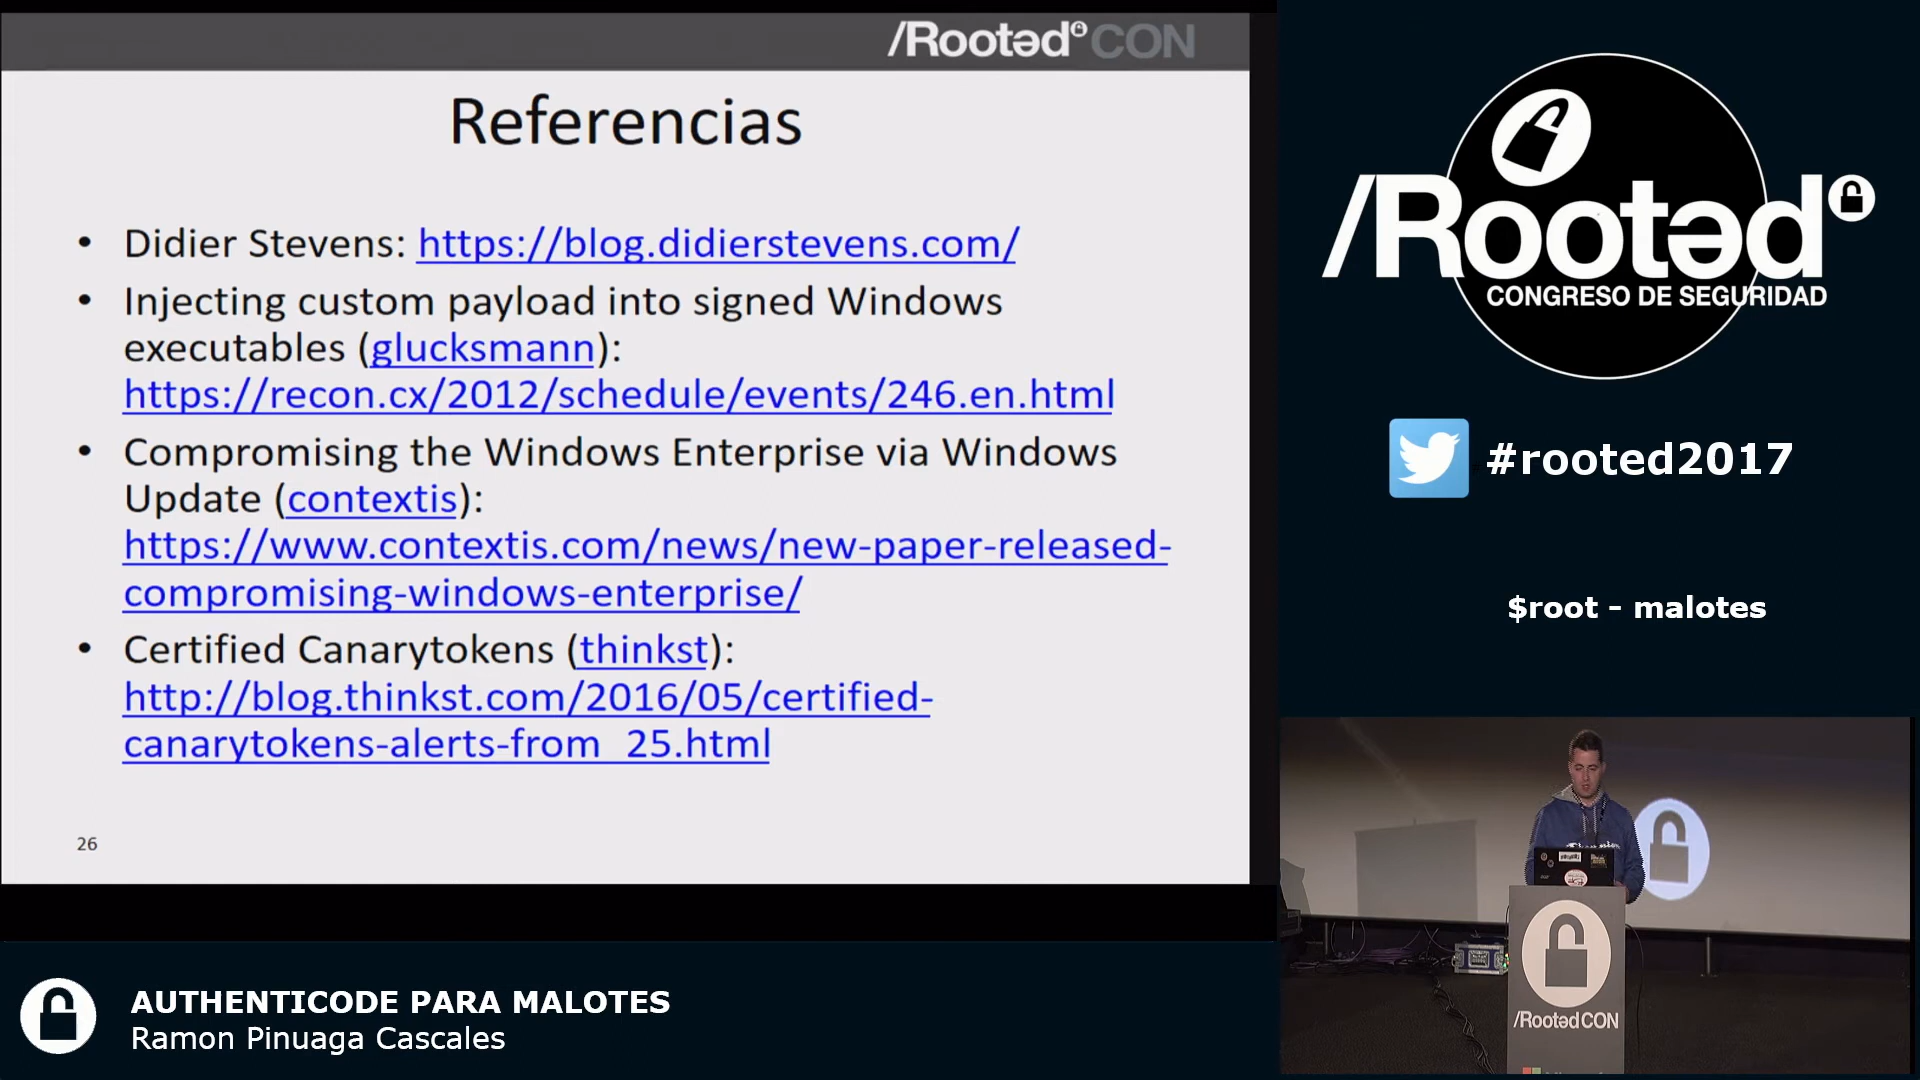 /Rootəd CON
Referencias
• Didier Stevens: https://blog.didierstevens.com/
• Injecting custom payload into signed Windows
executables (glucksmann):
https://recon.cx/2012/schedule/events/246.en.html
• Compromising the Windows Enterprise via Windows
Update (contextis):
https://www.contextis.com/news/new-paper-released-
compromising-windows-enterprise/
• Certified Canarytokens (thinkst):
http://blog.thinkst.com/2016/05/certified-
canarytokens-alerts-from_25.html
26
/Rootəd
CONGRESO DE SEGURIDAD
#rooted2017
$root - malotes
/Rootəd CON
AUTHENTICODE PARA MALOTES
Ramon Pinuaga Cascales